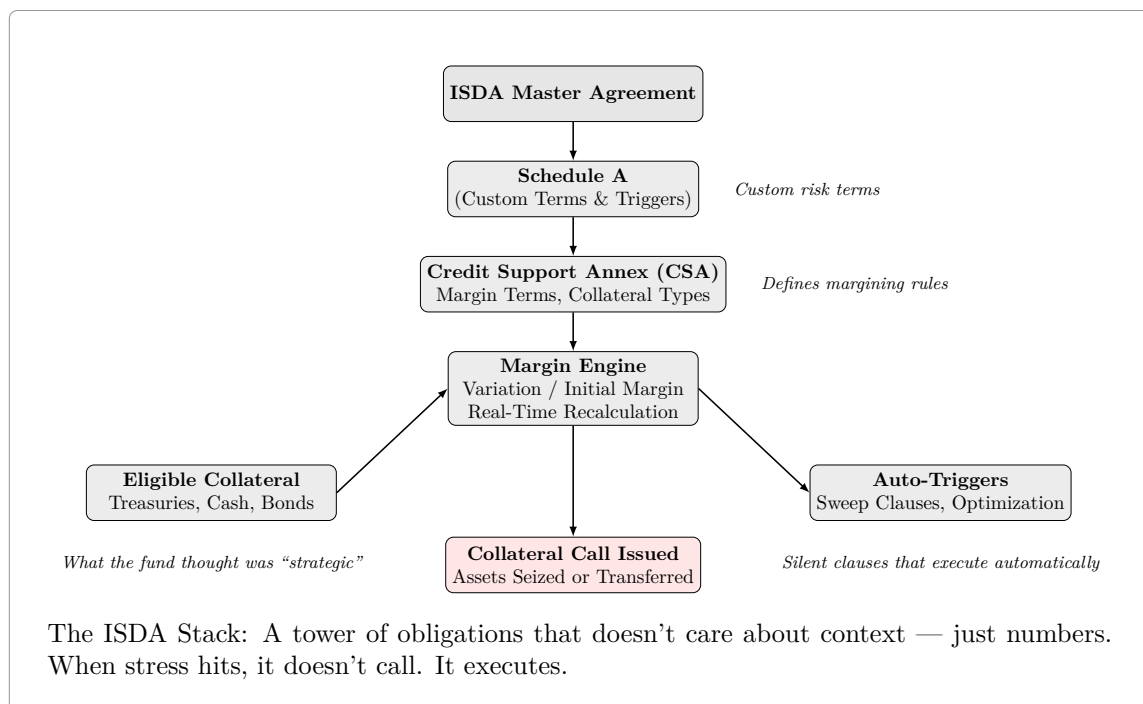 ISDA Master Agreement
Schedule A
(Custom Terms & Triggers)
Custom risk terms
Credit Support Annex (CSA)
Margin Terms, Collateral Types
Defines margining rules
Margin Engine
Variation / Initial Margin
Real-Time Recalculation
Eligible Collateral
Treasuries, Cash, Bonds
Auto-Triggers
Sweep Clauses, Optimization
What the fund thought was “strategic”
Collateral Call Issued
Assets Seized or Transferred
Silent clauses that execute automatically
The ISDA Stack: A tower of obligations that doesn’t care about context — just numbers.
When stress hits, it doesn’t call. It executes.